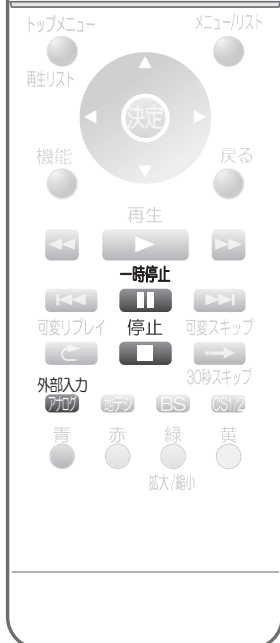 トップメニュー メニュー/リスト
再生リスト
決定
機能 戻る
再生
一時停止
可変リプレイ 停止 可変スキップ
30秒スキップ
外部入力
アナログ 地デジ BS CS1/2
青 赤 緑 黄
拡大/縮小